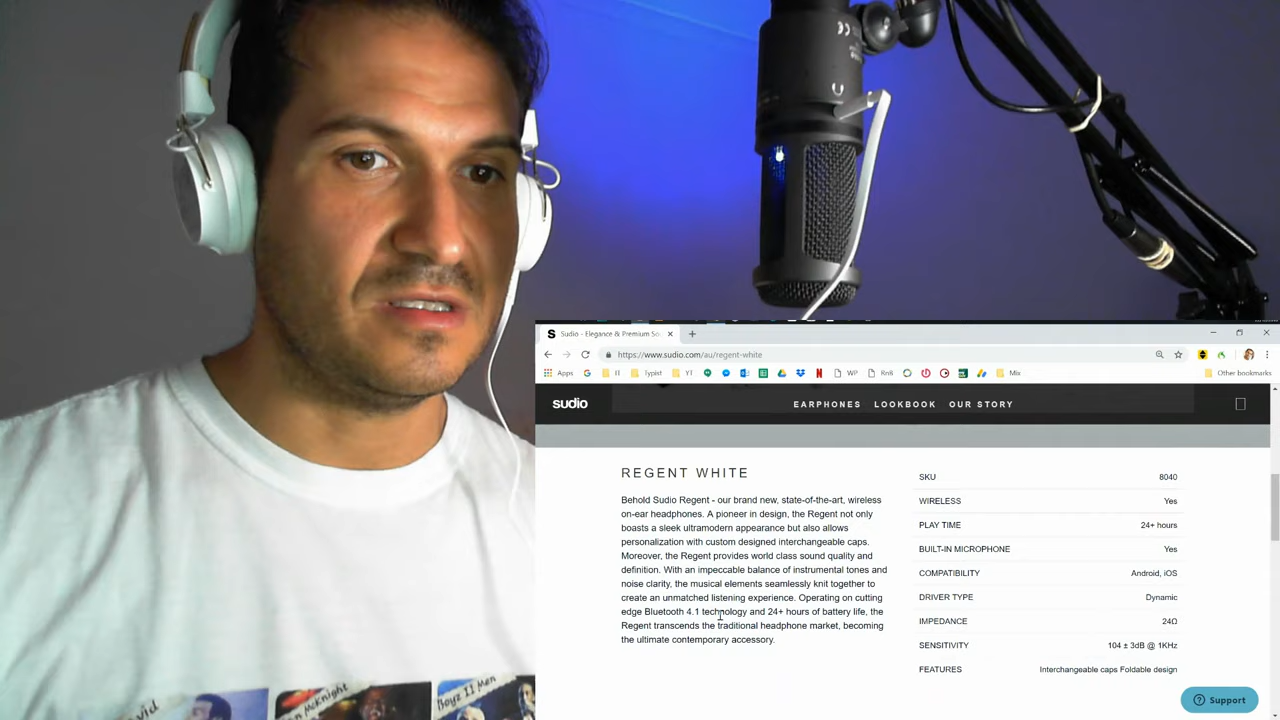 Sudio - Elegance & Premium So
https://www.sudio.com/au/regent-white
Apps
IT
Typist
YT
WP
Rn8
Mix
Other bookmarks
sudio
EARPHONES LOOKBOOK OUR STORY
REGENT WHITE
Behold Sudio Regent - our brand new, state-of-the-art, wireless
on-ear headphones. A pioneer in design, the Regent not only
boasts a sleek ultramodern appearance but also allows
personalization with custom designed interchangeable caps.
Moreover, the Regent provides world class sound quality and
definition. With an impeccable balance of instrumental tones and
noise clarity, the musical elements seamlessly knit together to
create an unmatched listening experience. Operating on cutting
edge Bluetooth 4.1 technology and 24+ hours of battery life, the
Regent transcends the traditional headphone market, becoming
the ultimate contemporary accessory.
SKU 8040
WIRELESS Yes
PLAY TIME 24+ hours
BUILT-IN MICROPHONE Yes
COMPATIBILITY Android, iOS
DRIVER TYPE Dynamic
IMPEDANCE 24Ω
SENSITIVITY 104 ± 3dB @ 1KHz
FEATURES Interchangeable caps Foldable design
Support
McKnight
Boyz II Men